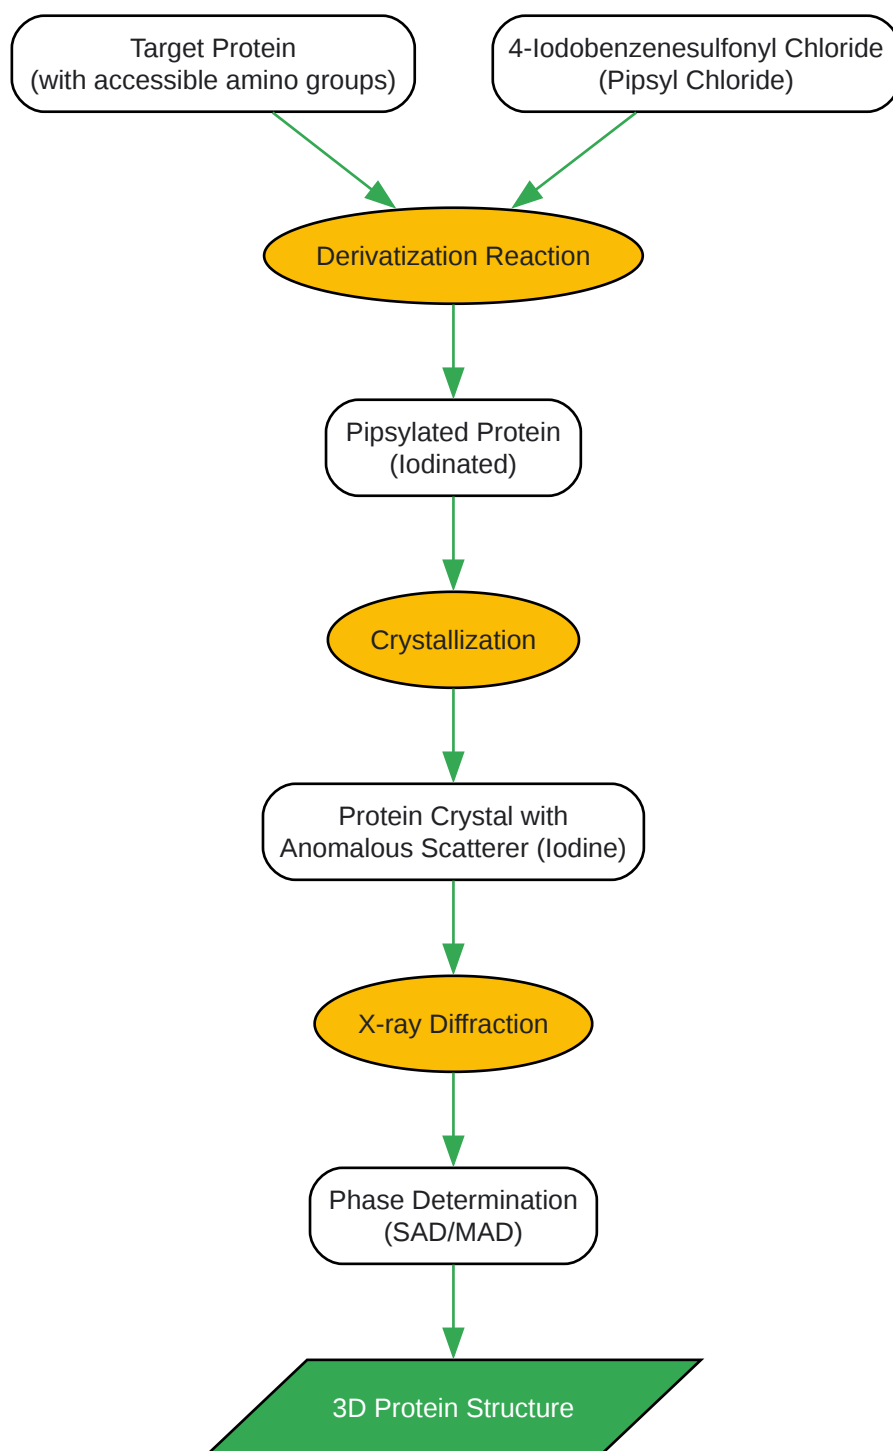 Target Protein
(with accessible amino groups)
4-Iodobenzenesulfonyl Chloride
(Pipsyl Chloride)
Derivatization Reaction
Pipsylated Protein
(Iodinated)
Crystallization
Protein Crystal with
Anomalous Scatterer (Iodine)
X-ray Diffraction
Phase Determination
(SAD/MAD)
3D Protein Structure